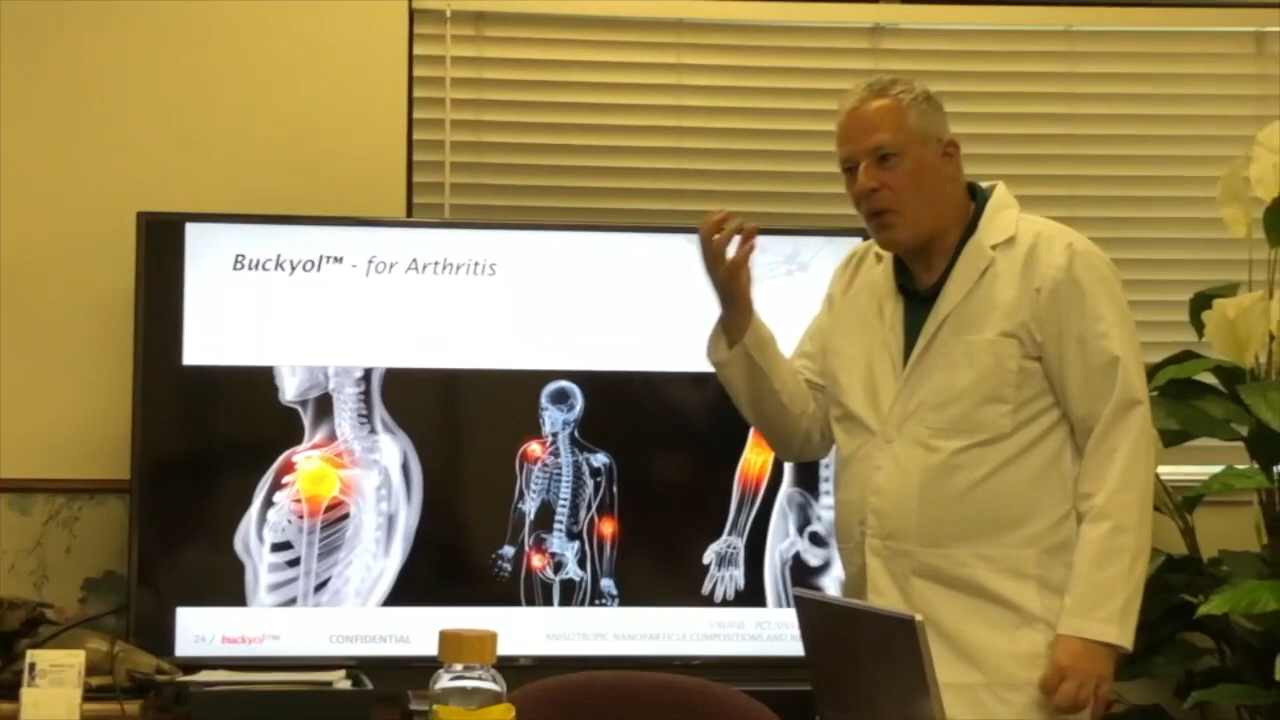 Buckyol™ - for Arthritis
24 / buckyol™
CONFIDENTIAL
ANISOTROPIC NANOPARTICLE COMPOSITIONS AND